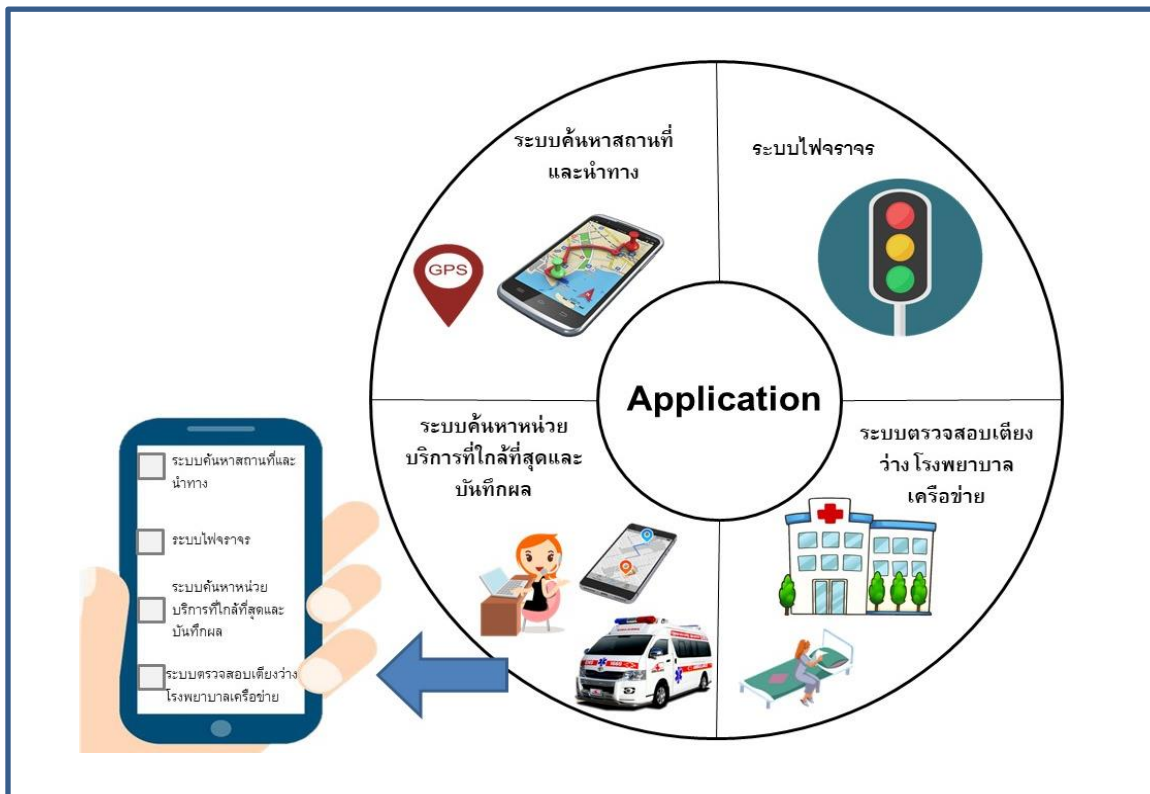 ระบบค้นหาสถานที่
และนำทาง
ระบบไฟจราจร
GPS
Application
ระบบค้นหาหน่วย
บริการที่ใกล้ที่สุดและ
บันทึกผล
ระบบตรวจสอบเตียง
ว่าง โรงพยาบาล
เครือข่าย
ระบบค้นหาสถานที่และ
นำทาง
ระบบไฟจราจร
ระบบค้นหาหน่วย
บริการที่ใกล้ที่สุดและ
บันทึกผล
ระบบตรวจสอบเตียงว่าง
โรงพยาบาลเครือข่าย